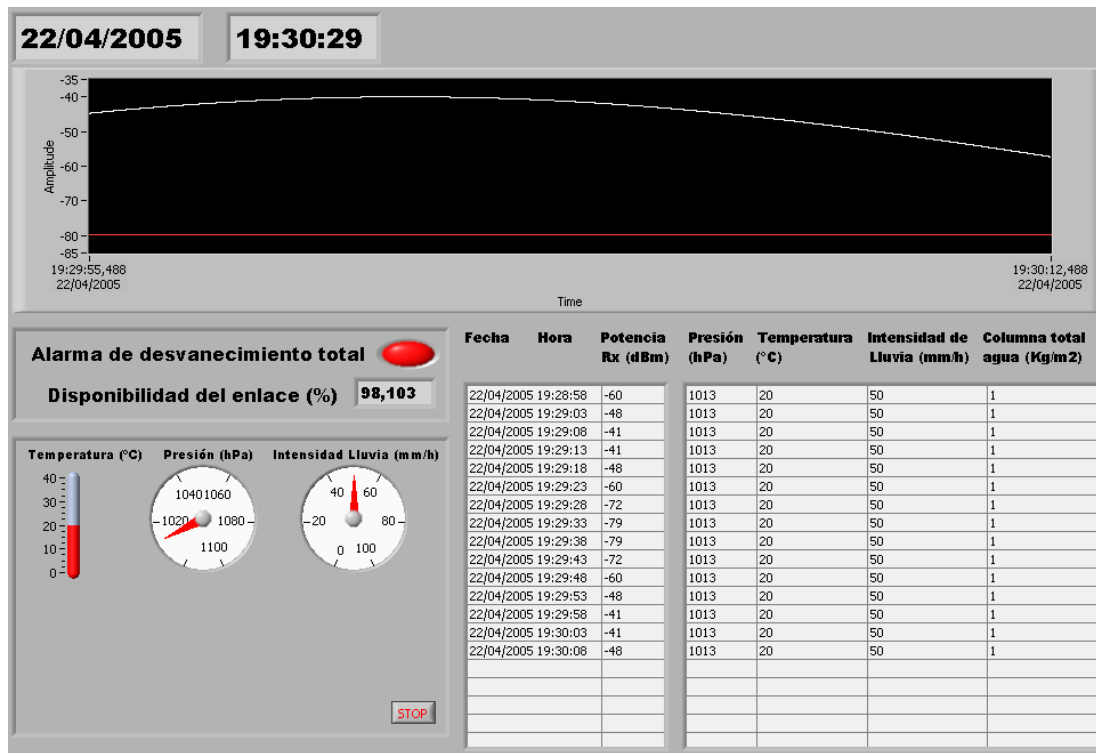 22/04/2005 19:30:29
-35
-40
-50
-60
-70
-80
-85
Amplitude
19:29:55,488
22/04/2005
19:30:12,488
22/04/2005
Time
Alarma de desvanecimiento total
Disponibilidad del enlace (%) 98,103
Temperatura (°C) Presión (hPa) Intensidad Lluvia (mm/h)
40
30
20
10
0
1020 1040 1060 1080 1100
0 20 40 60 80 100
STOP
Fecha Hora Potencia Presión Temperatura Intensidad de Columna total
Rx (dBm) (hPa) (°C) Lluvia (mm/h) agua (Kg/m2)
22/04/2005 19:28:58 -60 1013 20 50 1
22/04/2005 19:29:03 -48 1013 20 50 1
22/04/2005 19:29:08 -41 1013 20 50 1
22/04/2005 19:29:13 -41 1013 20 50 1
22/04/2005 19:29:18 -48 1013 20 50 1
22/04/2005 19:29:23 -60 1013 20 50 1
22/04/2005 19:29:28 -72 1013 20 50 1
22/04/2005 19:29:33 -79 1013 20 50 1
22/04/2005 19:29:38 -79 1013 20 50 1
22/04/2005 19:29:43 -72 1013 20 50 1
22/04/2005 19:29:48 -60 1013 20 50 1
22/04/2005 19:29:53 -48 1013 20 50 1
22/04/2005 19:29:58 -41 1013 20 50 1
22/04/2005 19:30:03 -41 1013 20 50 1
22/04/2005 19:30:08 -48 1013 20 50 1